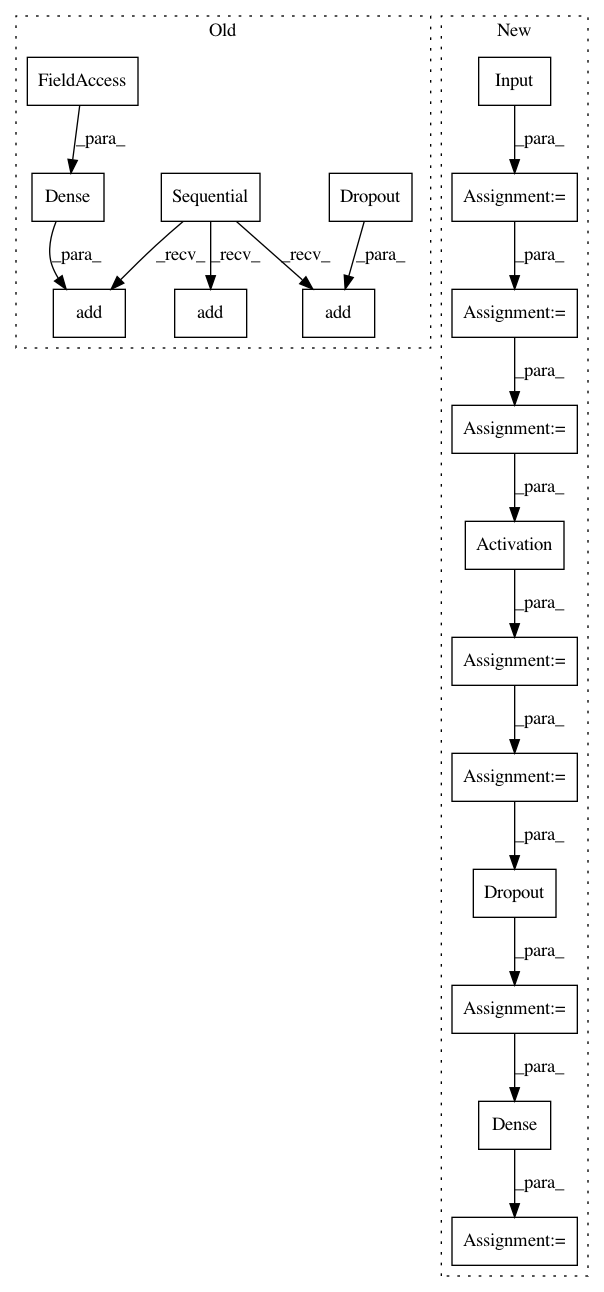 Old
New
FieldAccess
Input
_para_
_para_
Dense
Sequential
Dropout
Assignment:=
_para_
_recv_
_recv_
_recv_
_para_
_para_
add
add
add
Assignment:=
_para_
Assignment:=
_para_
Activation
_para_
Assignment:=
_para_
Assignment:=
_para_
Dropout
_para_
Assignment:=
_para_
Dense
_para_
Assignment:=